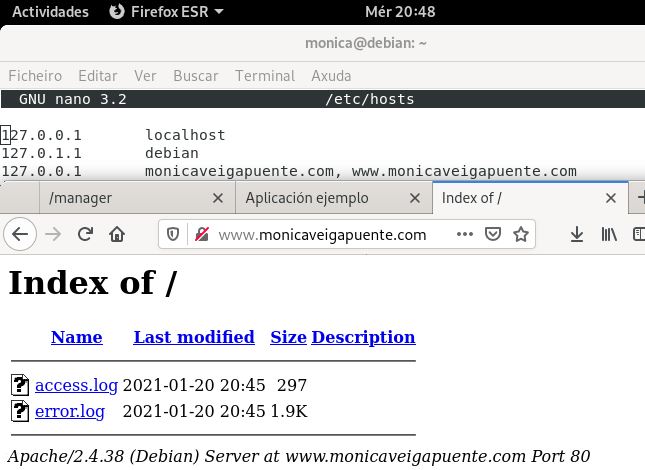 Actividades Firefox ESR Mér 20:48
monica@debian: ~
Ficheiro Editar Ver Buscar Terminal Axuda
GNU nano 3.2 /etc/hosts
127.0.0.1 localhost
127.0.1.1 debian
127.0.0.1 monicaveigapuente.com, www.monicaveigapuente.com
/manager Aplicación ejemplo Index of /
www.monicaveigapuente.com
Index of /
Name Last modified Size Description
access.log 2021-01-20 20:45 297
error.log 2021-01-20 20:45 1.9K
Apache/2.4.38 (Debian) Server at www.monicaveigapuente.com Port 80